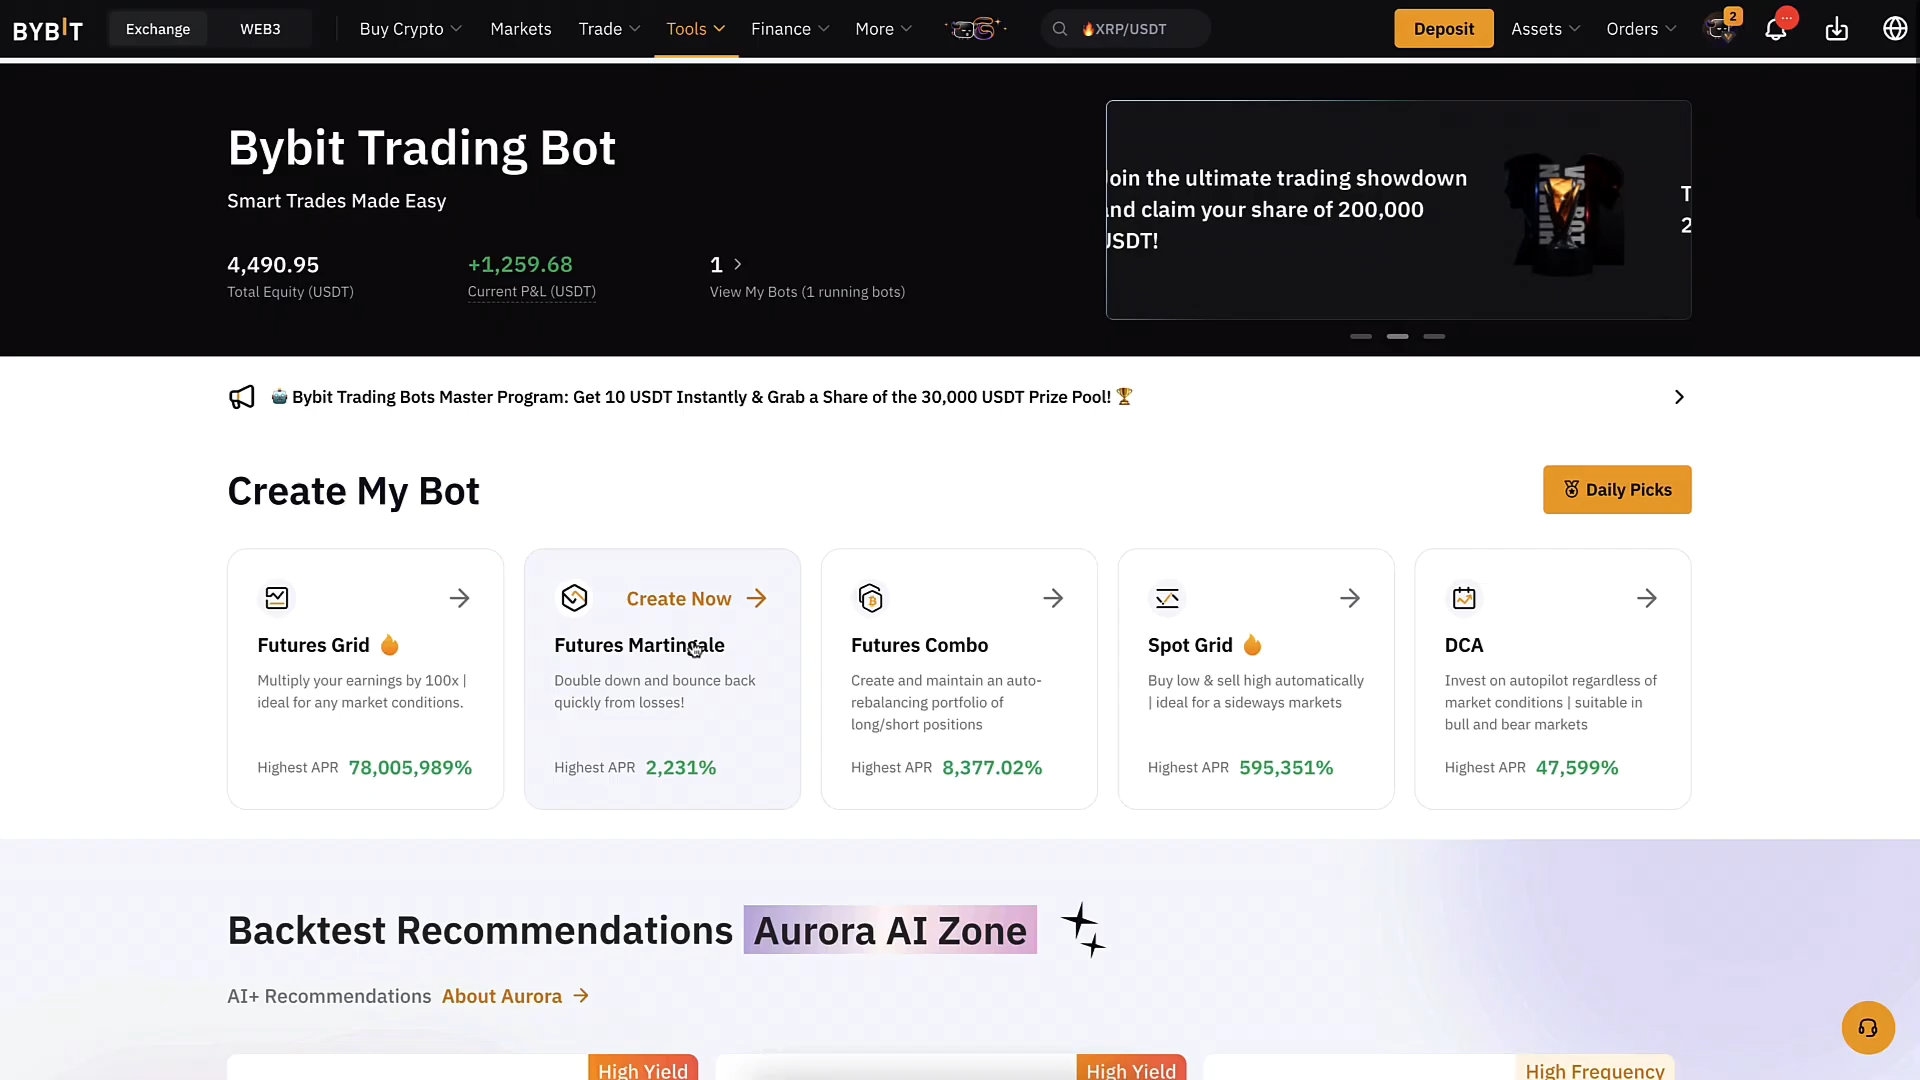 BYBIT
Exchange
WEB3
Buy Crypto
Markets
Trade
Tools
Finance
More
XRP/USDT
Deposit
Assets
Orders
2
...
Bybit Trading Bot
Smart Trades Made Easy
4,490.95
Total Equity (USDT)
+1,259.68
Current P&L (USDT)
1
View My Bots (1 running bots)
oin the ultimate trading showdown
nd claim your share of 200,000
USDT!
T
2
Bybit Trading Bots Master Program: Get 10 USDT Instantly & Grab a Share of the 30,000 USDT Prize Pool!
Create My Bot
Daily Picks
Futures Grid
Multiply your earnings by 100x |
ideal for any market conditions.
Highest APR 78,005,989%
Create Now
Futures Martingale
Double down and bounce back
quickly from losses!
Highest APR 2,231%
Futures Combo
Create and maintain an auto-
rebalancing portfolio of
long/short positions
Highest APR 8,377.02%
Spot Grid
Buy low & sell high automatically
| ideal for a sideways markets
Highest APR 595,351%
DCA
Invest on autopilot regardless of
market conditions | suitable in
bull and bear markets
Highest APR 47,599%
Backtest Recommendations Aurora AI Zone
AI+ Recommendations About Aurora
High Yield
High Yield
High Frequency